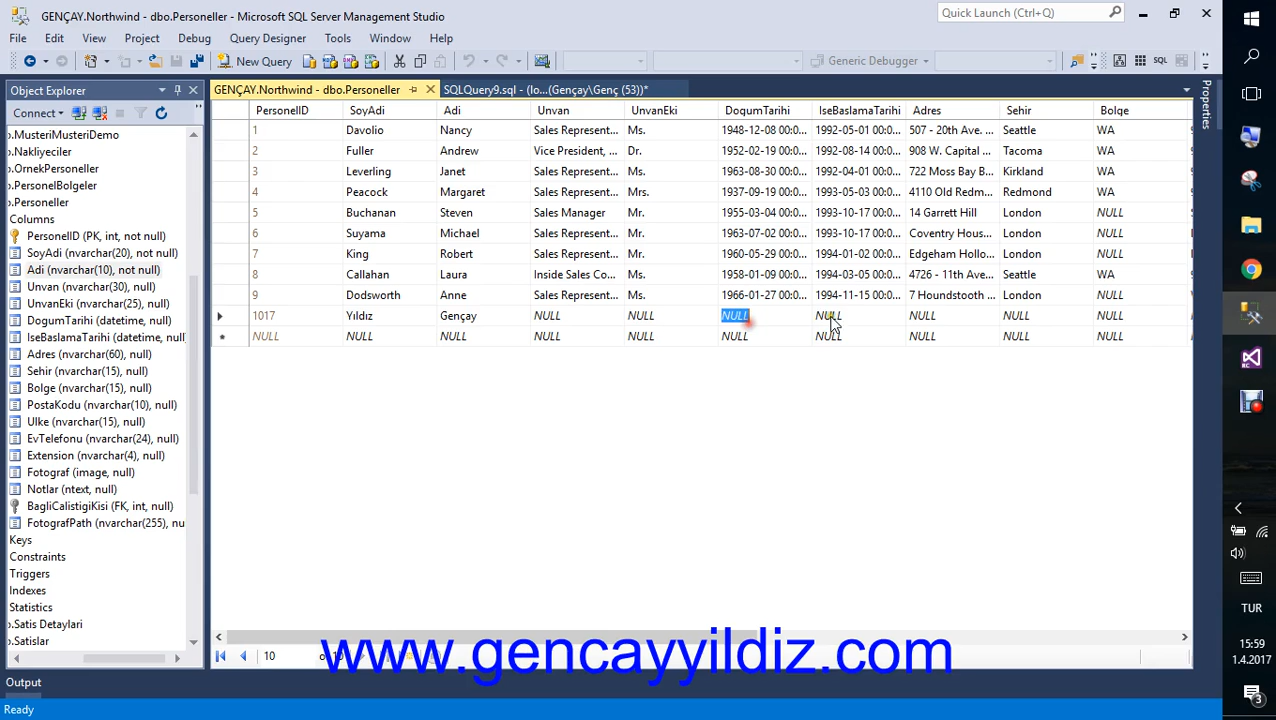 GENÇAY.Northwind - dbo.Personeller - Microsoft SQL Server Management Studio
Quick Launch (Ctrl+Q)
File Edit View Project Debug Query Designer Tools Window Help
New Query Generic Debugger
Object Explorer
Connect
o.MusteriMusteriDemo
o.Nakliyeciler
o.OrnekPersoneller
o.PersonelBolgeler
o.Personeller
Columns
PersonelID (PK, int, not null)
SoyAdi (nvarchar(20), not null)
Adi (nvarchar(10), not null)
Unvan (nvarchar(30), null)
UnvanEki (nvarchar(25), null)
DogumTarihi (datetime, null)
IseBaslamaTarihi (datetime,
Adres (nvarchar(60), null)
Sehir (nvarchar(15), null)
Bolge (nvarchar(15), null)
PostaKodu (nvarchar(10), null)
Ulke (nvarchar(15), null)
EvTelefonu (nvarchar(24), null)
Extension (nvarchar(4), null)
Fotograf (image, null)
Notlar (ntext, null)
BagliCalistigiKisi (FK, int, null)
FotografPath (nvarchar(255), nu
Keys
Constraints
Triggers
Indexes
Statistics
o.Satis Detaylari
o.Satislar
GENÇAY.Northwind - dbo.Personeller SQLQuery9.sql - (lo...(Gençay\Genç (53))*
PersonelID SoyAdi Adi Unvan UnvanEki DogumTarihi IseBaslamaTarihi Adres Sehir Bolge
1 Davolio Nancy Sales Represent... Ms. 1948-12-08 00:0... 1992-05-01 00:0... 507 - 20th Ave. ... Seattle WA
2 Fuller Andrew Vice President, ... Dr. 1952-02-19 00:0... 1992-08-14 00:0... 908 W. Capital ... Tacoma WA
3 Leverling Janet Sales Represent... Ms. 1963-08-30 00:0... 1992-04-01 00:0... 722 Moss Bay B... Kirkland WA
4 Peacock Margaret Sales Represent... Mrs. 1937-09-19 00:0... 1993-05-03 00:0... 4110 Old Redm... Redmond WA
5 Buchanan Steven Sales Manager Mr. 1955-03-04 00:0... 1993-10-17 00:0... 14 Garrett Hill London NULL
6 Suyama Michael Sales Represent... Mr. 1963-07-02 00:0... 1993-10-17 00:0... Coventry Hous... London NULL
7 King Robert Sales Represent... Mr. 1960-05-29 00:0... 1994-01-02 00:0... Edgeham Hollo... London NULL
8 Callahan Laura Inside Sales Co... Ms. 1958-01-09 00:0... 1994-03-05 00:0... 4726 - 11th Ave... Seattle WA
9 Dodsworth Anne Sales Represent... Ms. 1966-01-27 00:0... 1994-11-15 00:0... 7 Houndstooth ... London NULL
1017 Yıldız Gençay NULL NULL NULL NULL NULL NULL NULL
NULL NULL NULL NULL NULL NULL NULL NULL NULL NULL
10
www.gencayyildiz.com
Output
Ready
Properties
SQL
TUR
15:59
1.4.2017
3